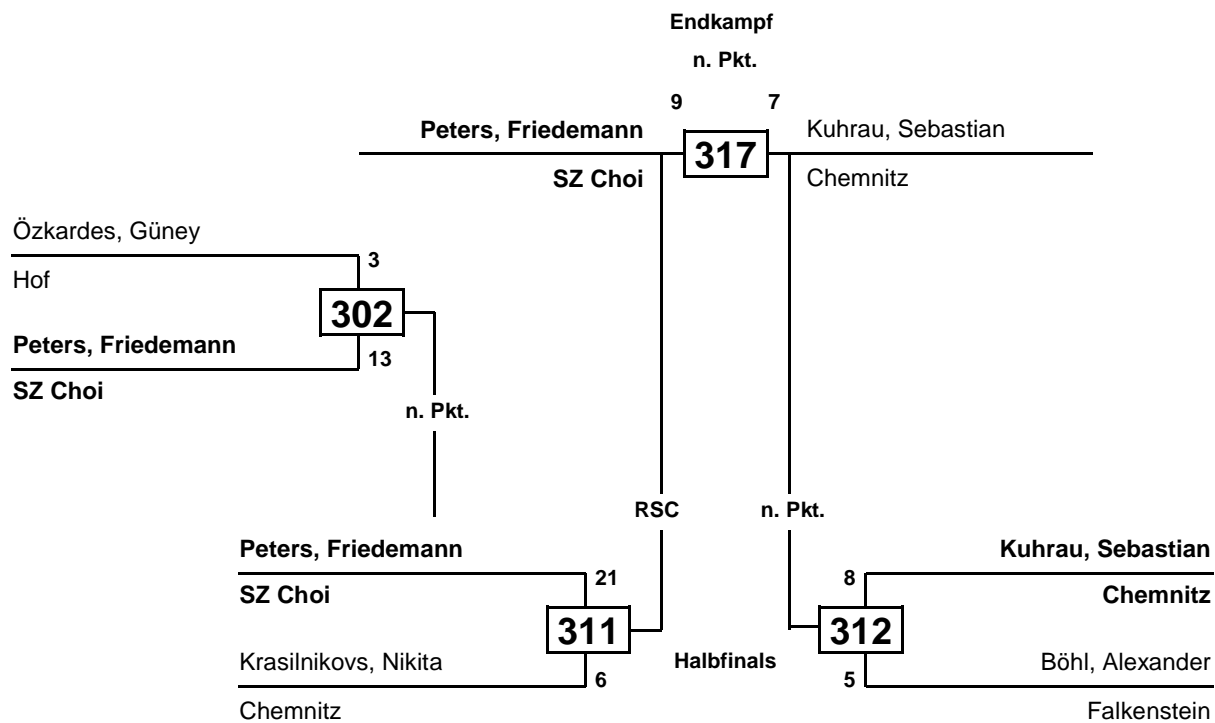 Endkampf
n. Pkt.
9 7
Peters, Friedemann 317 Kuhrau, Sebastian
SZ Choi Chemnitz
Özkardes, Güney
3
Hof
302
Peters, Friedemann
13
SZ Choi
n. Pkt.
RSC n. Pkt.
Peters, Friedemann Kuhrau, Sebastian
21 8
SZ Choi Chemnitz
311 312
Krasilnikovs, Nikita Halbfinals Böhl, Alexander
6 5
Chemnitz Falkenstein